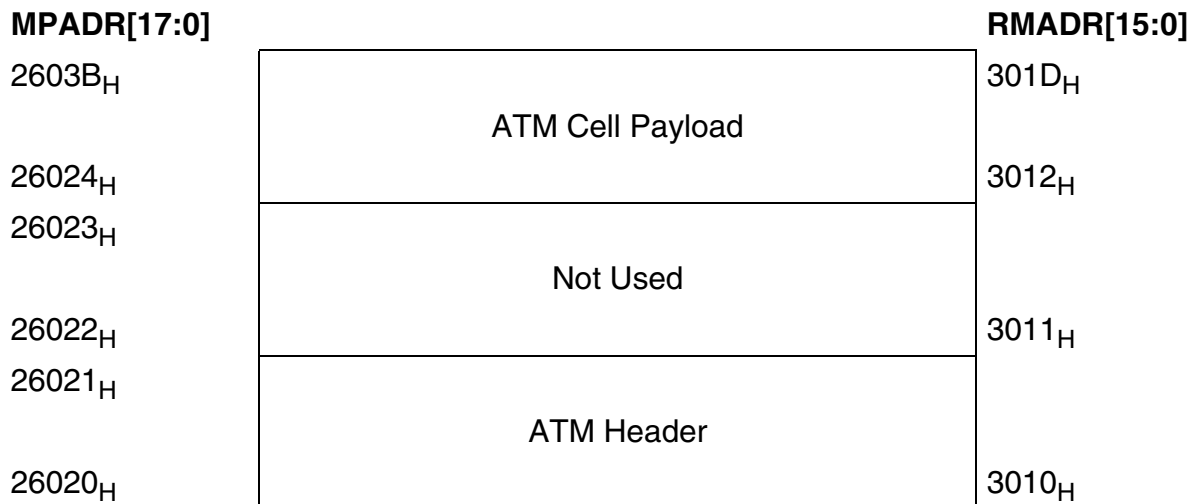 MPADR[17:0] RMADR[15:0]
2603BH 301DH
ATM Cell Payload
26024H 3012H
26023H
Not Used
26022H 3011H
26021H
ATM Header
26020H 3010H